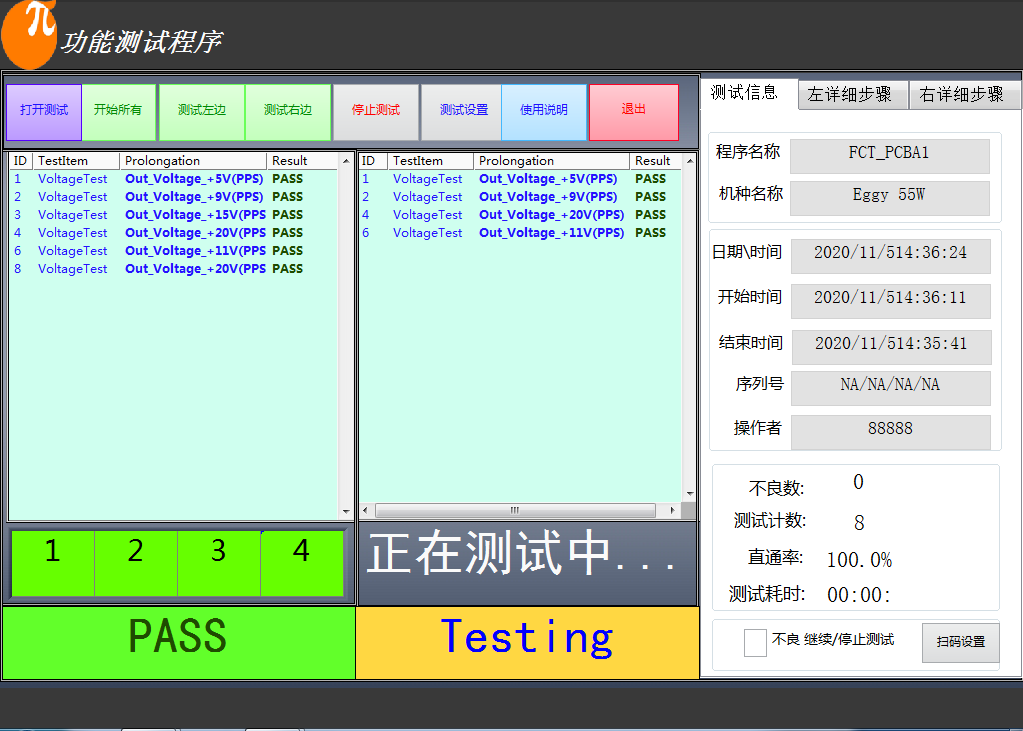 π
功能测试程序
打开测试 开始所有 测试左边 测试右边 停止测试 测试设置 使用说明 退出
ID TestItem Prolongation Result
1 VoltageTest Out_Voltage_+5V(PPS) PASS
2 VoltageTest Out_Voltage_+9V(PPS) PASS
3 VoltageTest Out_Voltage_+15V(PPS PASS
4 VoltageTest Out_Voltage_+20V(PPS PASS
6 VoltageTest Out_Voltage_+11V(PPS PASS
8 VoltageTest Out_Voltage_+20V(PPS PASS
1 2 3 4
PASS
ID TestItem Prolongation Result
1 VoltageTest Out_Voltage_+5V(PPS) PASS
2 VoltageTest Out_Voltage_+9V(PPS) PASS
4 VoltageTest Out_Voltage_+20V(PPS) PASS
6 VoltageTest Out_Voltage_+11V(PPS) PASS
正在测试中...
Testing
测试信息 左详细步骤 右详细步骤
程序名称 FCT_PCBA1
机种名称 Eggy 55W
日期\时间 2020/11/514:36:24
开始时间 2020/11/514:36:11
结束时间 2020/11/514:35:41
序列号 NA/NA/NA/NA
操作者 88888
不良数: 0
测试计数: 8
直通率: 100.0%
测试耗时: 00:00:
不良 继续/停止测试 扫码设置